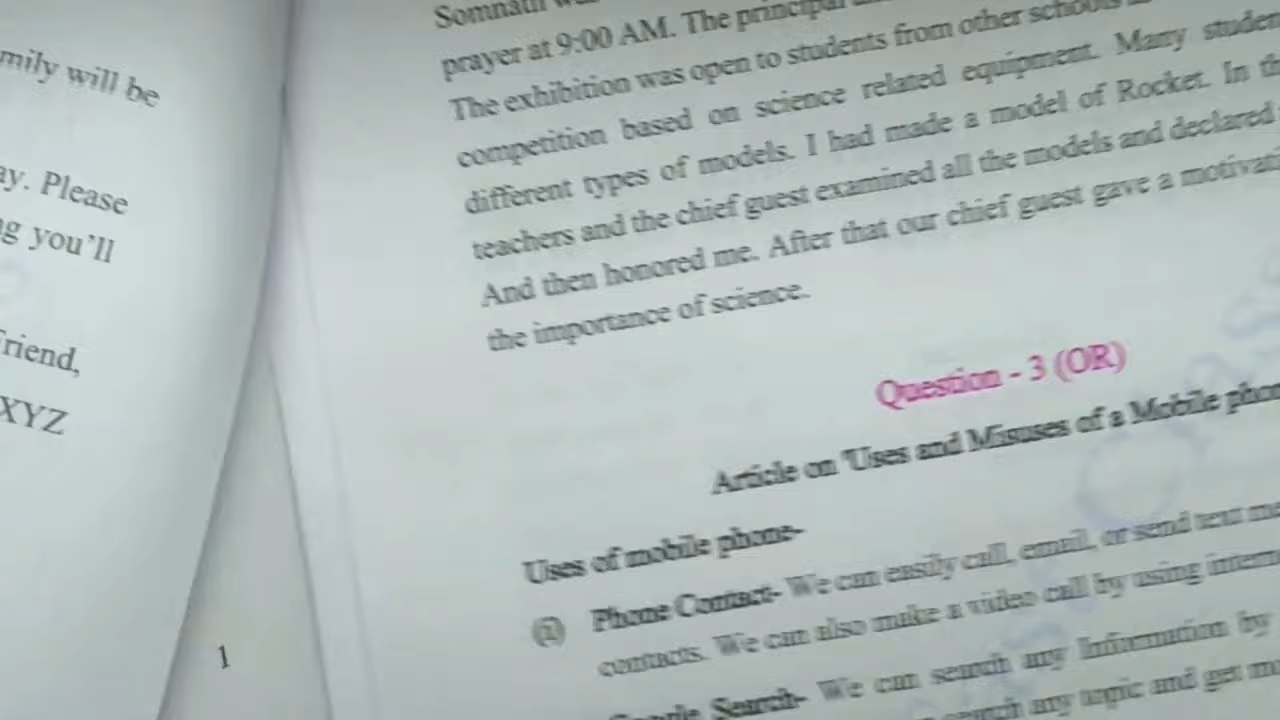 mily will be
ay. Please
ng you'll
Friend,
XYZ
1
Somnath
prayer at 9:00 AM. The principal
The exhibition was open to students from other schools
competition based on science related equipment. Many studen
different types of models. I had made a model of Rocket. In th
teachers and the chief guest examined all the models and declared
And then honored me. After that our chief guest gave a motivati
the importance of science.
Question - 3 (OR)
Article on 'Uses and Misuses of a Mobile phon
Uses of mobile phone-
Phone Contact- We can easily call, email, or send text me
contacts. We can also make a video call by using intern
Search- We can search any Information by
search any topic and get mo